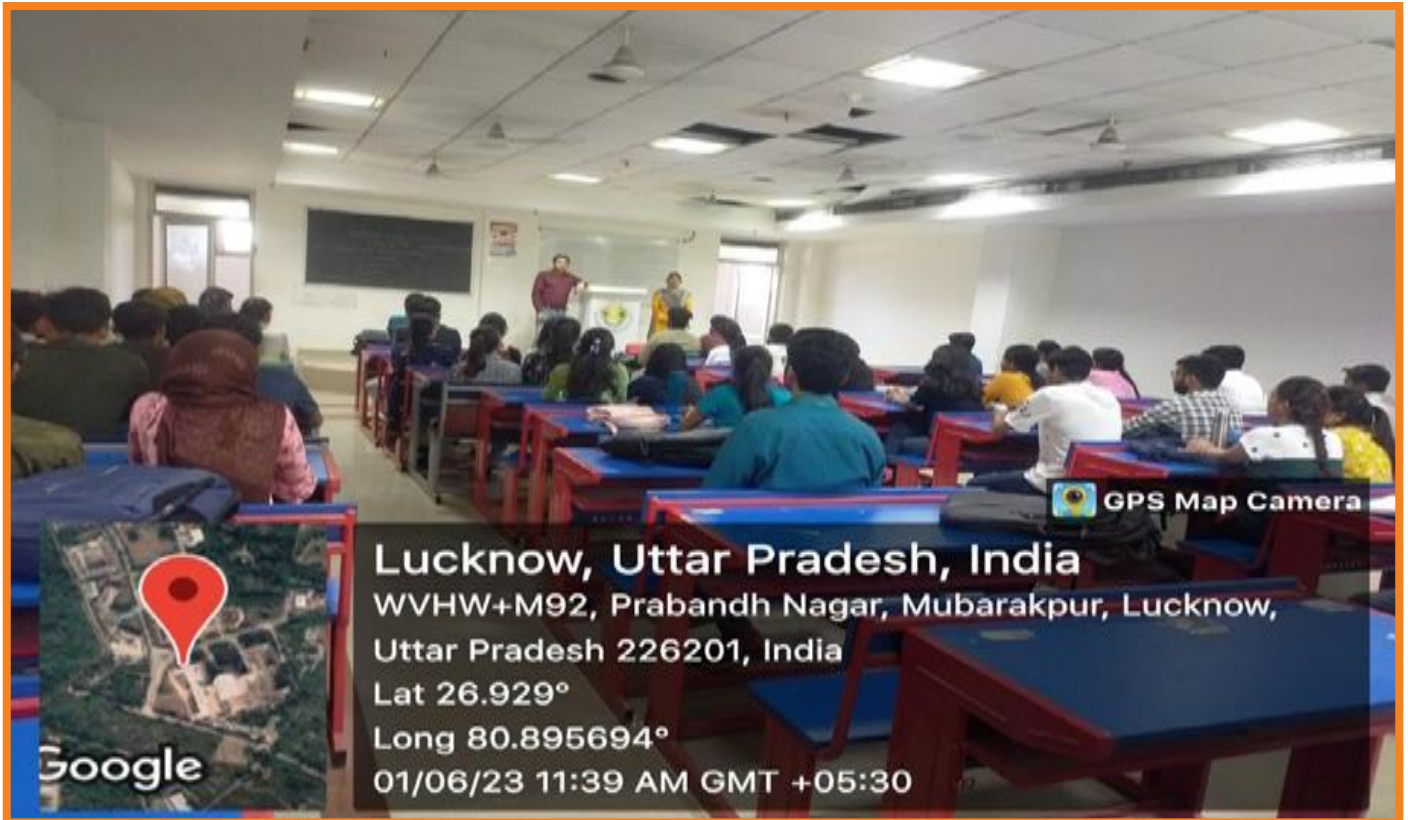 GPS Map Camera
Lucknow, Uttar Pradesh, India
WVHW+M92, Prabandh Nagar, Mubarakpur, Lucknow,
Uttar Pradesh 226201, India
Lat 26.929°
Long 80.895694°
01/06/23 11:39 AM GMT +05:30
Google